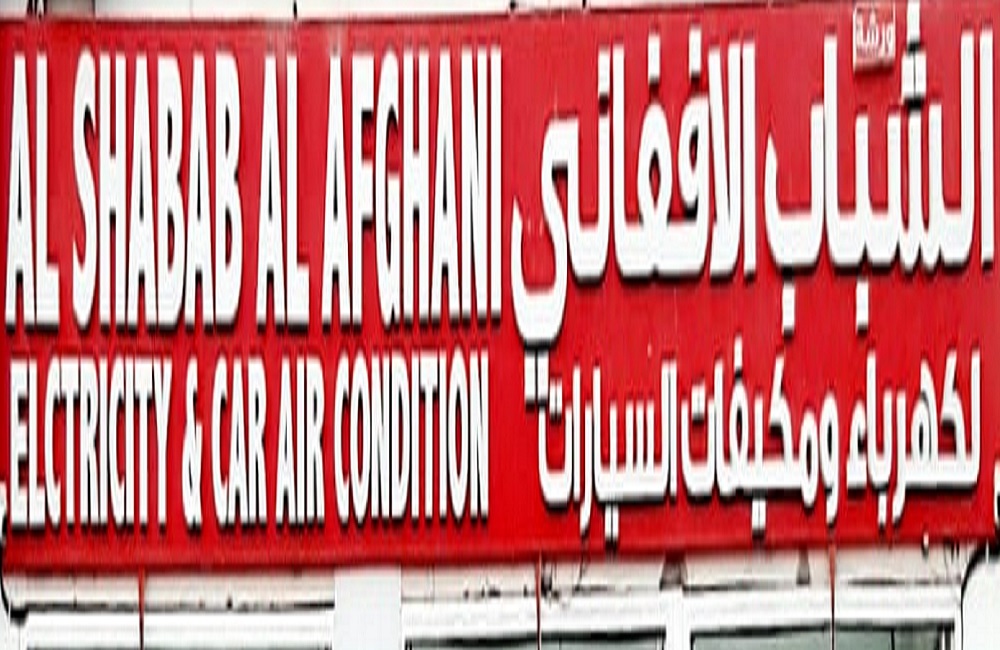 AL SHABAB AL AFGHANI
ELCTRICITY & CAR AIR CONDITION
ورشة
الشباب الافغاني
لكهرباء ومكيفات السيارات